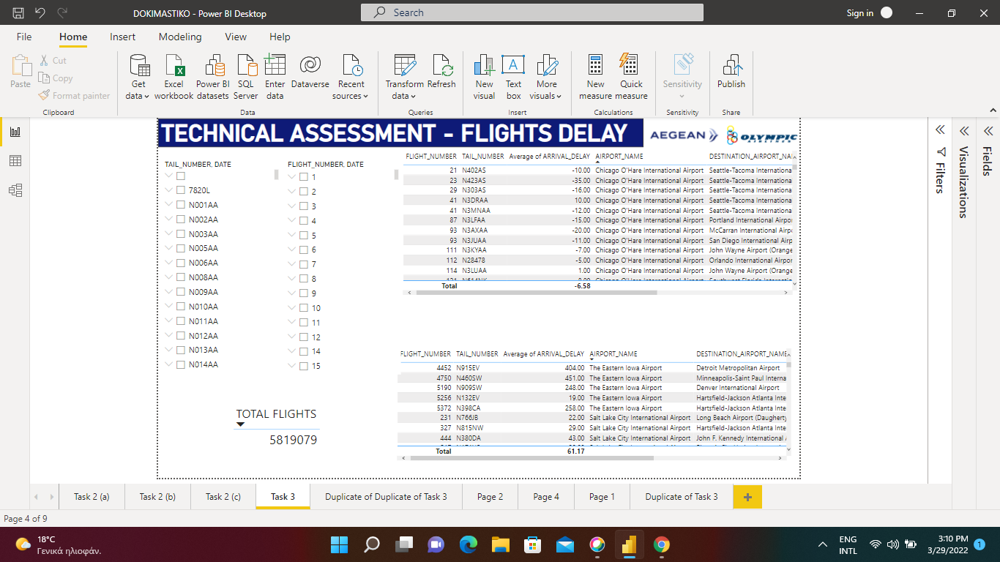 DOKIMASTIKO - Power BI Desktop
Search
Sign in
File Home Insert Modeling View Help
Paste
Cut
Copy
Format painter
Clipboard
Get data
Excel workbook
Power BI datasets
SQL Server
Enter data
Dataverse
Recent sources
Data
Transform data
Refresh
Queries
New visual
Text box
More visuals
Insert
New measure
Quick measure
Calculations
Sensitivity
Sensitivity
Publish
Share
TECHNICAL ASSESSMENT - FLIGHTS DELAY
AEGEAN
OLYMPIC
Filters
Visualizations
Fields
TAIL_NUMBER, DATE
7820L
N001AA
N002AA
N003AA
N005AA
N006AA
N008AA
N009AA
N010AA
N011AA
N012AA
N013AA
N014AA
FLIGHT_NUMBER, DATE
1
2
3
4
5
6
7
8
9
10
11
12
14
15
FLIGHT_NUMBER TAIL_NUMBER Average of ARRIVAL_DELAY AIRPORT_NAME DESTINATION_AIRPORT_NA
21 N402AS -10.00 Chicago O'Hare International Airport Seattle-Tacoma Internationa
23 N423AS -35.00 Chicago O'Hare International Airport Seattle-Tacoma Internationa
29 N303AS -16.00 Chicago O'Hare International Airport Seattle-Tacoma Internationa
41 N3DRAA 10.00 Chicago O'Hare International Airport Seattle-Tacoma Internationa
41 N3MNAA -12.00 Chicago O'Hare International Airport Seattle-Tacoma Internationa
87 N3LFAA -15.00 Chicago O'Hare International Airport Portland International Airpor
93 N3AXAA -20.00 Chicago O'Hare International Airport McCarran International Airpo
93 N3JUAA -11.00 Chicago O'Hare International Airport San Diego International Airp
111 N3KYAA -7.00 Chicago O'Hare International Airport John Wayne Airport (Orange
112 N28478 -5.00 Chicago O'Hare International Airport Orlando International Airpor
114 N3LUAA 1.00 Chicago O'Hare International Airport John Wayne Airport (Orange
Total -6.58
FLIGHT_NUMBER TAIL_NUMBER Average of ARRIVAL_DELAY AIRPORT_NAME DESTINATION_AIRPORT_NAME
4452 N915EV 404.00 The Eastern Iowa Airport Detroit Metropolitan Airport
4750 N460SW 451.00 The Eastern Iowa Airport Minneapolis-Saint Paul Interna
5190 N909SW 248.00 The Eastern Iowa Airport Denver International Airport
5256 N132EV 19.00 The Eastern Iowa Airport Hartsfield-Jackson Atlanta Inte
5372 N398CA 258.00 The Eastern Iowa Airport Hartsfield-Jackson Atlanta Inte
231 N766JB 22.00 Salt Lake City International Airport Long Beach Airport (Daugherty
327 N815NW 29.00 Salt Lake City International Airport Hartsfield-Jackson Atlanta Inte
444 N380DA 43.00 Salt Lake City International Airport John F. Kennedy International
Total 61.17
TOTAL FLIGHTS
5819079
Task 2 (a) Task 2 (b) Task 2 (c) Task 3 Duplicate of Duplicate of Task 3 Page 2 Page 4 Page 1 Duplicate of Task 3
Page 4 of 9
18°C
Γενικά ηλιοφάν.
ENG
INTL
3:10 PM
3/29/2022
1